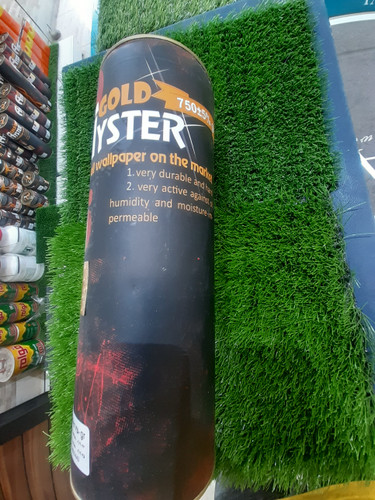 GOLD
750±5
YSTER
wallpaper on the market
1. very durable and
2. very active against
humidity and moisture
permeable